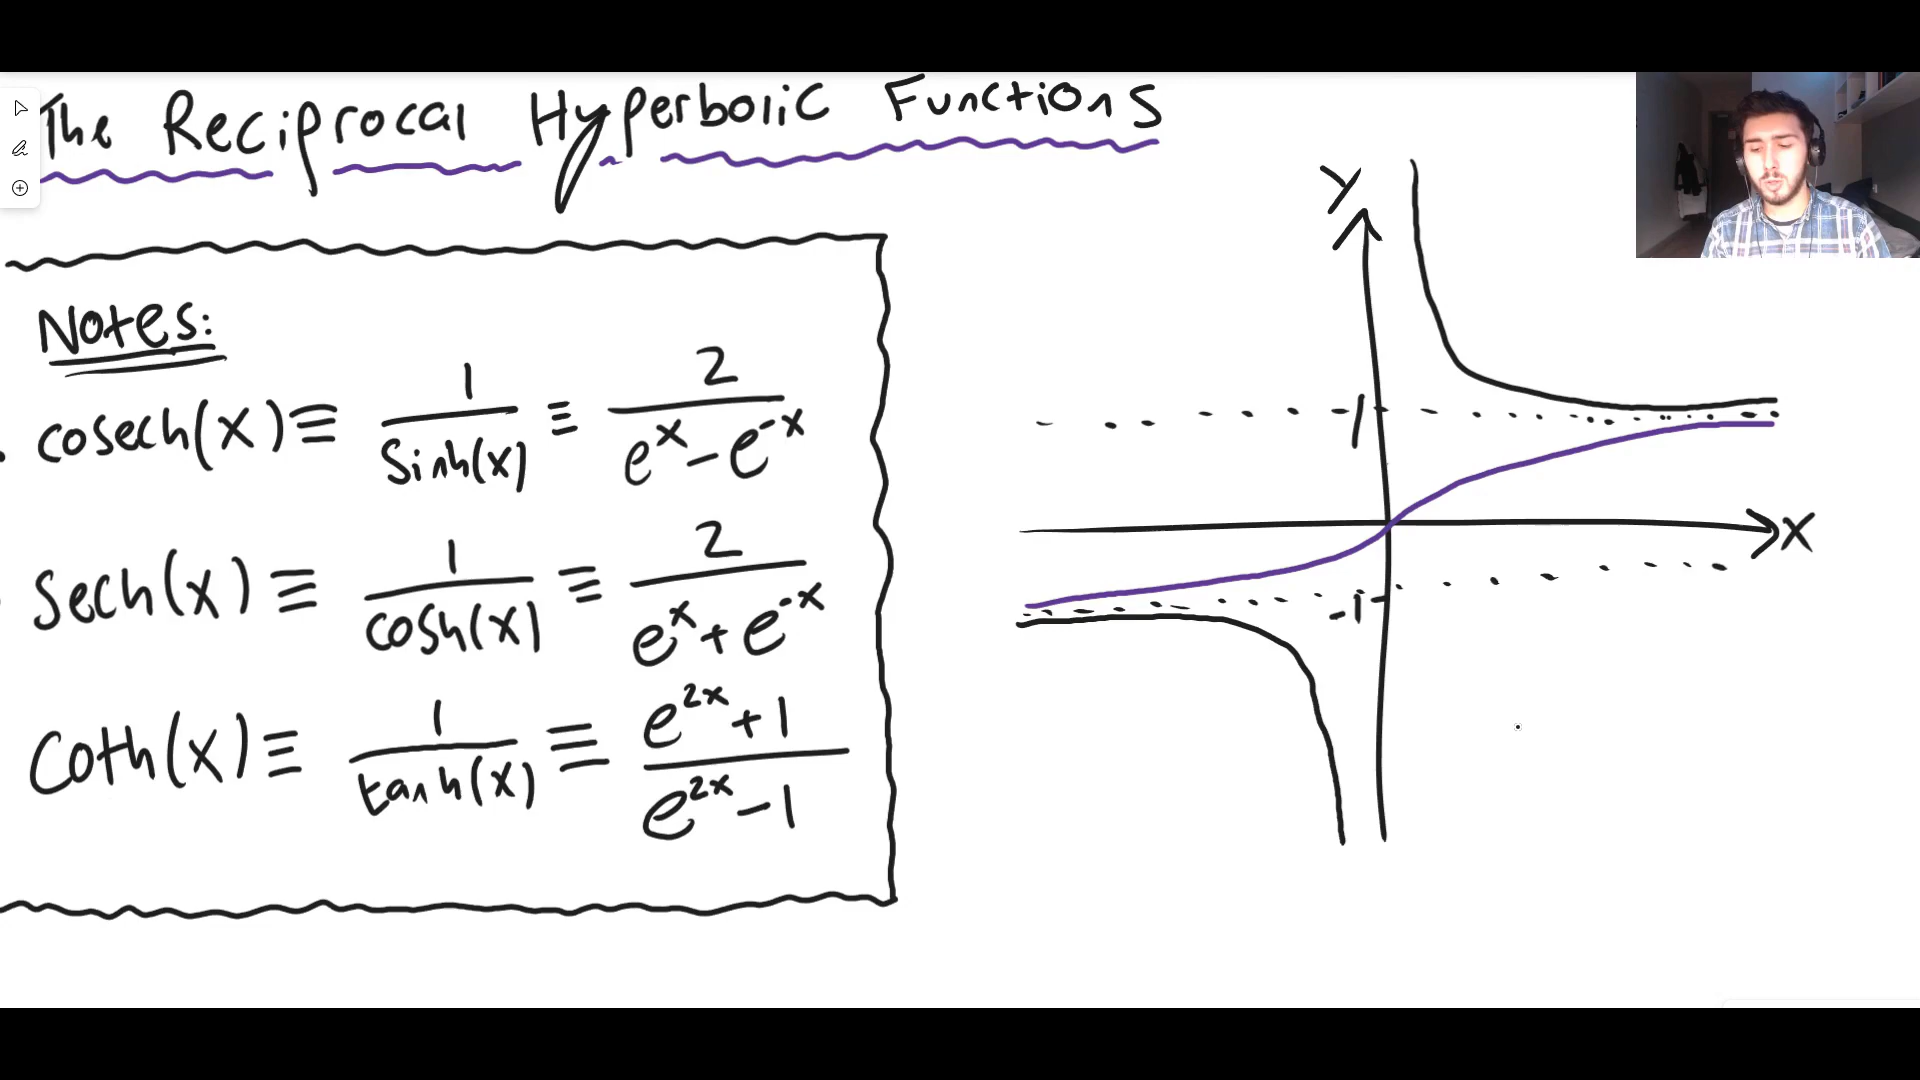 The Reciprocal Hyperbolic Functions
Notes:
cosech(x) ≡ 1/sinh(x) ≡ 2/(e^x - e^-x)
Sech(x) ≡ 1/cosh(x) ≡ 2/(e^x + e^-x)
Coth(x) ≡ 1/tanh(x) ≡ (e^2x + 1)/(e^2x - 1)
y
1
x
-1